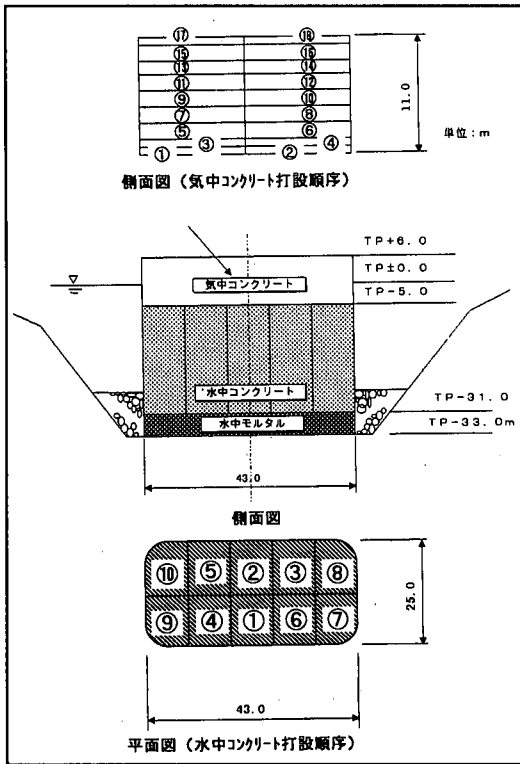 ⑰ ⑱
⑮ ⑯
⑬ ⑭
⑪ ⑫
⑨ ⑩
⑦ ⑧
⑤ ⑥
③ ④
① ②
11.0
単位：m
側面図（気中コンクリート打設順序）
TP+6.0
TP±0.0
気中コンクリート
TP-5.0
水中コンクリート
TP-31.0
水中モルタル
TP-33.0m
43.0
側面図
⑩ ⑤ ② ③ ⑧
⑨ ④ ① ⑥ ⑦
25.0
43.0
平面図（水中コンクリート打設順序）